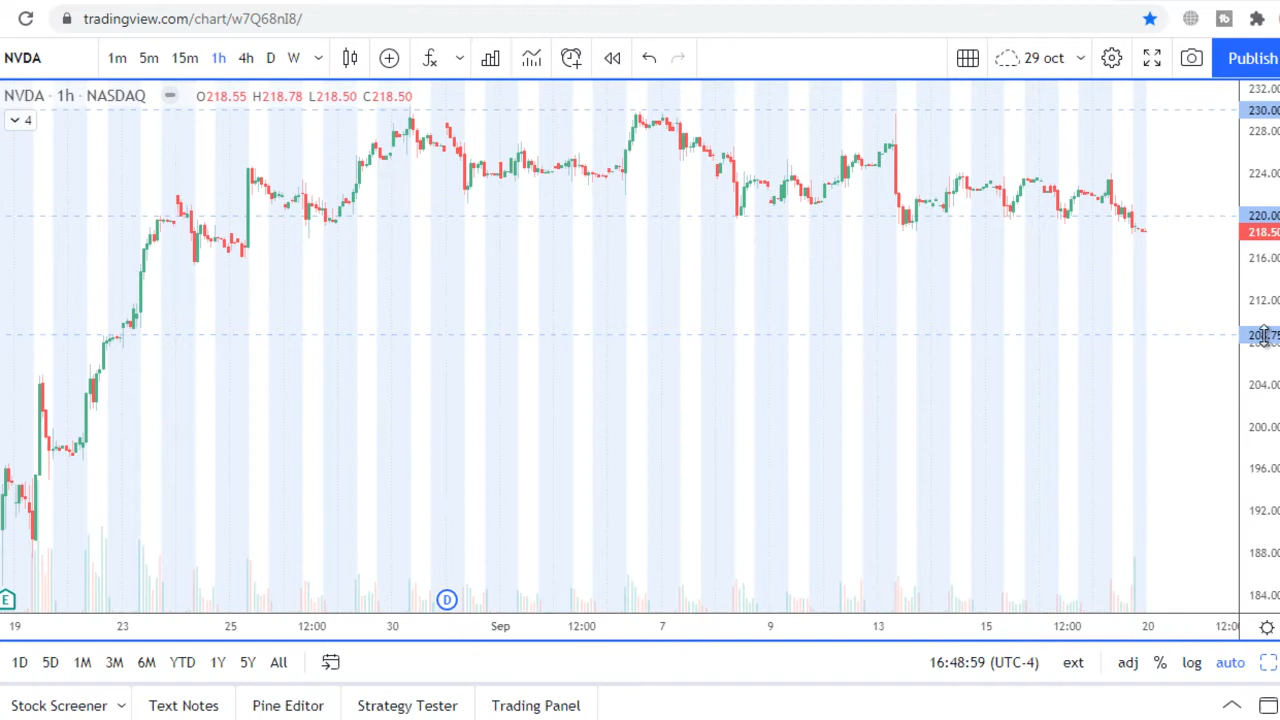 tradingview.com/chart/w7Q68nI8/
NVDA 1m 5m 15m 1h 4h D W 29 oct Publish
NVDA · 1h · NASDAQ O218.55 H218.78 L218.50 C218.50
4
232.00
230.00
228.00
224.00
220.00
218.50
216.00
212.00
204.00
200.00
196.00
192.00
188.00
184.00
E D
19 23 25 12:00 30 Sep 12:00 7 9 13 15 12:00 20 12:00
1D 5D 1M 3M 6M YTD 1Y 5Y All 16:48:59 (UTC-4) ext adj % log auto
Stock Screener Text Notes Pine Editor Strategy Tester Trading Panel